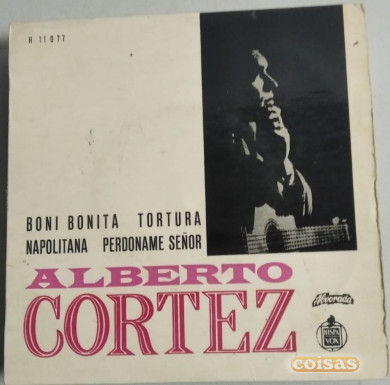 H 11 077
BONI BONITA TORTURA
NAPOLITANA PERDONAME SEÑOR
ALBERTO
CORTEZ
Alvorada
HISPA
VOX
coisas